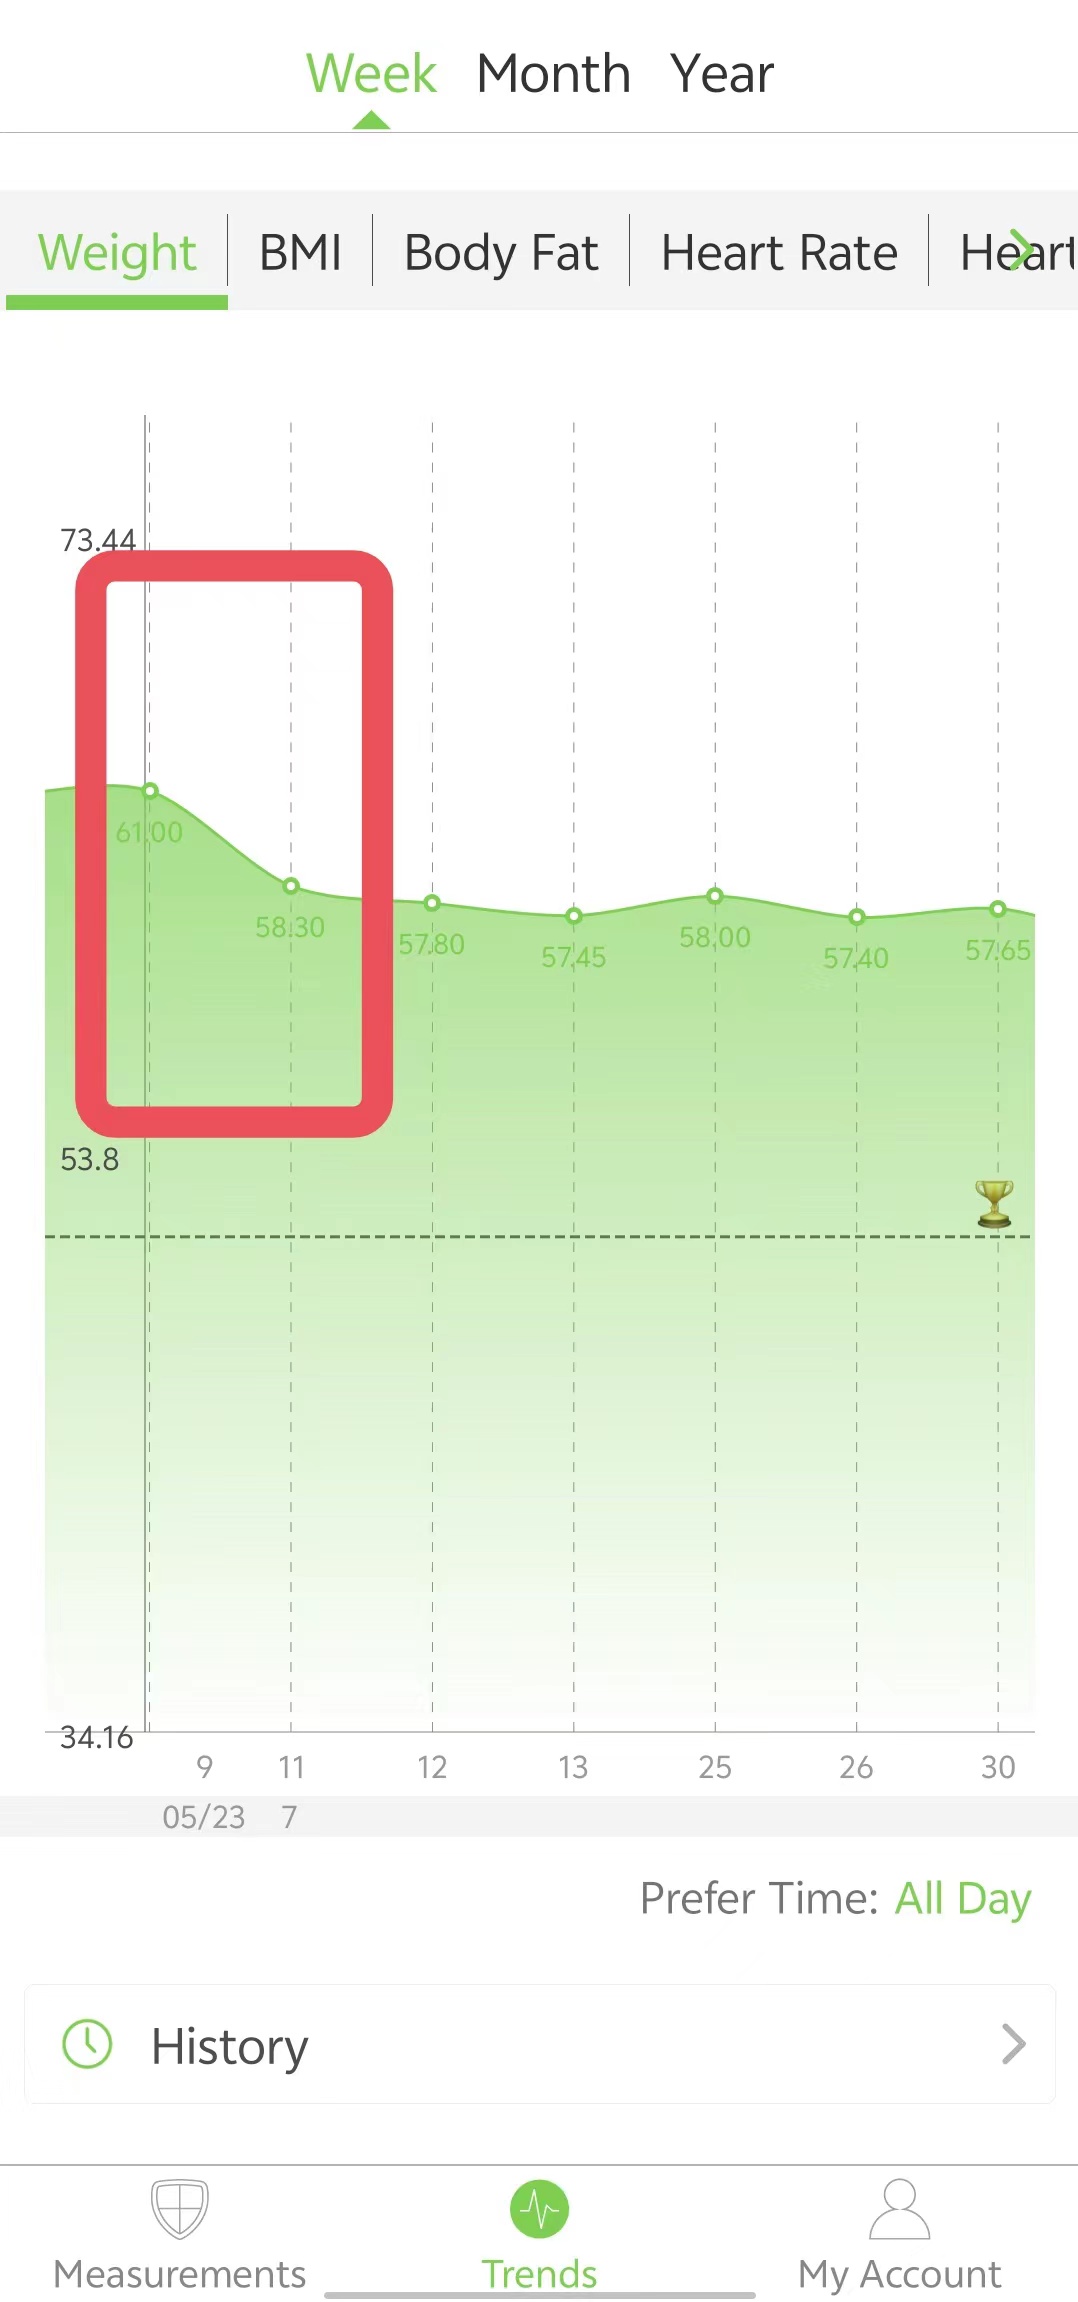 Week Month Year
Weight BMI Body Fat Heart Rate Heart
73.44
61.00 58.30 57.80 57.45 58.00 57.40 57.65
53.8
34.16
9 11 12 13 25 26 30
05/23 7
Prefer Time: All Day
History
Measurements Trends My Account